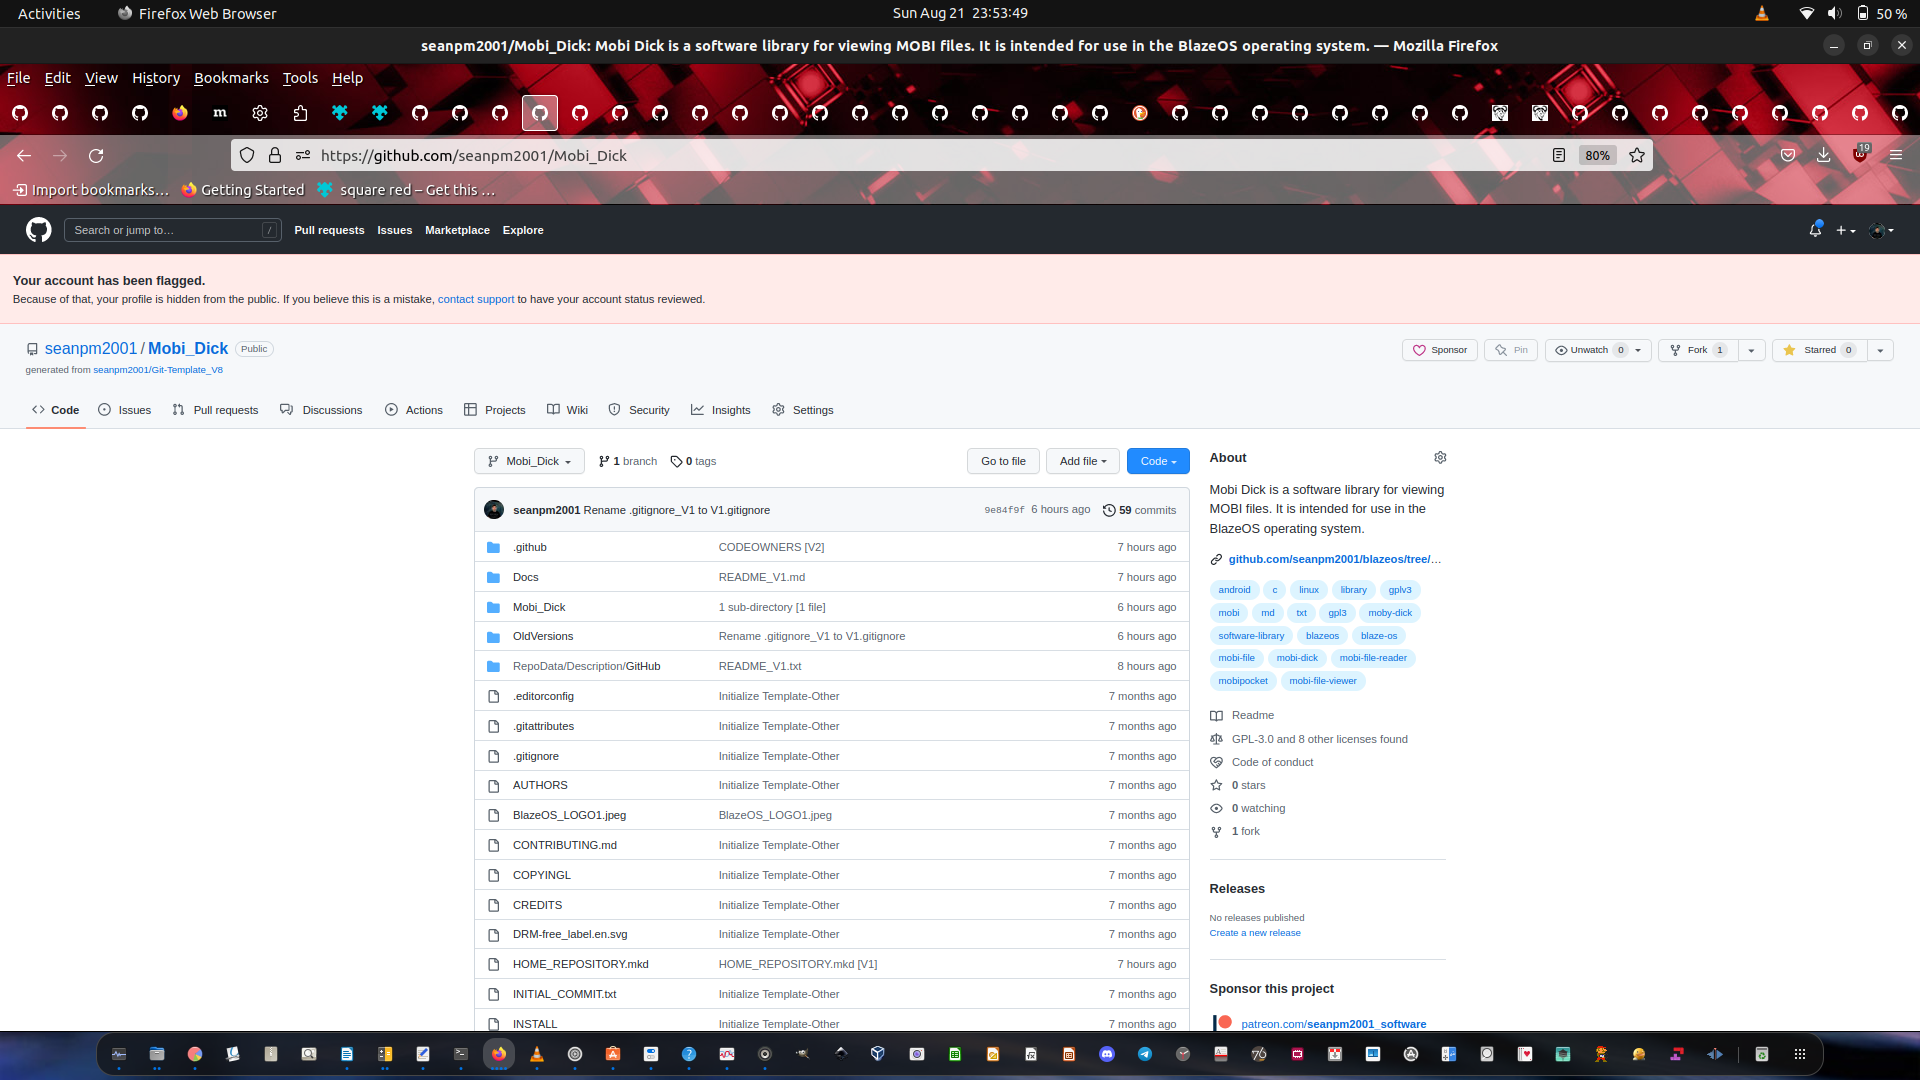 Activities Firefox Web Browser Sun Aug 21 23:53:49 50 %
seanpm2001/Mobi_Dick: Mobi Dick is a software library for viewing MOBI files. It is intended for use in the BlazeOS operating system. — Mozilla Firefox
File Edit View History Bookmarks Tools Help
m
https://github.com/seanpm2001/Mobi_Dick 80% 19
Import bookmarks… Getting Started square red – Get this …
Search or jump to… / Pull requests Issues Marketplace Explore
Your account has been flagged.
Because of that, your profile is hidden from the public. If you believe this is a mistake, contact support to have your account status reviewed.
seanpm2001 / Mobi_Dick Public Sponsor Pin Unwatch 0 Fork 1 Starred 0
generated from seanpm2001/Git-Template_V8
Code Issues Pull requests Discussions Actions Projects Wiki Security Insights Settings
Mobi_Dick 1 branch 0 tags Go to file Add file Code
seanpm2001 Rename .gitignore_V1 to V1.gitignore 9e84f9f 6 hours ago 59 commits
.github CODEOWNERS [V2] 7 hours ago
Docs README_V1.md 7 hours ago
Mobi_Dick 1 sub-directory [1 file] 6 hours ago
OldVersions Rename .gitignore_V1 to V1.gitignore 6 hours ago
RepoData/Description/GitHub README_V1.txt 8 hours ago
.editorconfig Initialize Template-Other 7 months ago
.gitattributes Initialize Template-Other 7 months ago
.gitignore Initialize Template-Other 7 months ago
AUTHORS Initialize Template-Other 7 months ago
BlazeOS_LOGO1.jpeg BlazeOS_LOGO1.jpeg 7 months ago
CONTRIBUTING.md Initialize Template-Other 7 months ago
COPYINGL Initialize Template-Other 7 months ago
CREDITS Initialize Template-Other 7 months ago
DRM-free_label.en.svg Initialize Template-Other 7 months ago
HOME_REPOSITORY.mkd HOME_REPOSITORY.mkd [V1] 7 hours ago
INITIAL_COMMIT.txt Initialize Template-Other 7 months ago
INSTALL Initialize Template-Other 7 months ago
About
Mobi Dick is a software library for viewing
MOBI files. It is intended for use in the
BlazeOS operating system.
github.com/seanpm2001/blazeos/tree/…
android c linux library gplv3
mobi md txt gpl3 moby-dick
software-library blazeos blaze-os
mobi-file mobi-dick mobi-file-reader
mobipocket mobi-file-viewer
Readme
GPL-3.0 and 8 other licenses found
Code of conduct
0 stars
0 watching
1 fork
Releases
No releases published
Create a new release
Sponsor this project
patreon.com/seanpm2001_software